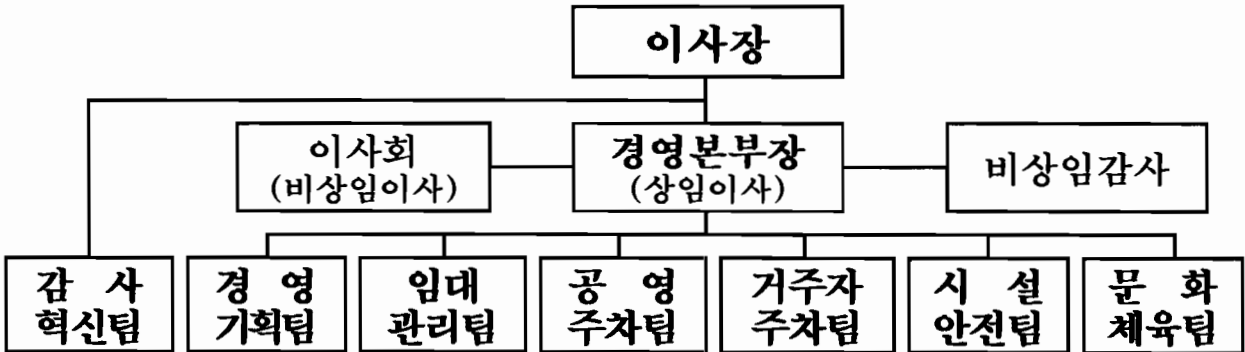 이사장
이사회
(비상임이사)
경영본부장
(상임이사)
비상임감사
감 사
혁신팀
경 영
기획팀
임대
관리팀
공 영
주차팀
거주자
주차팀
시 설
안전팀
문 화
체육팀